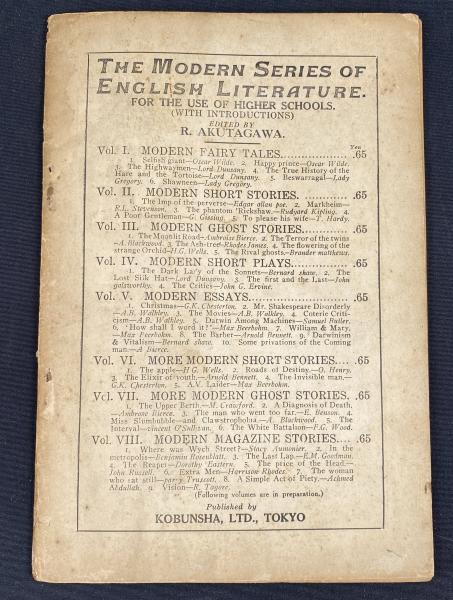 THE MODERN SERIES OF
ENGLISH LITERATURE.
FOR THE USE OF HIGHER SCHOOLS.
(WITH INTRODUCTIONS)
EDITED BY
R. AKUTAGAWA.
Yen
Vol. I. MODERN FAIRY TALES................ .65
1. Selfish giant—Oscar Wilde. 2. Happy prince—Oscar Wilde.
3. The Highwaymen—Lord Dunsany. 4. The True History of the
Hare and the Tortoise—Lord Dunsany. 5. Beswarragal—Lady
Gregory. 6. Shawneen—Lady Gregory.
Vol. II. MODERN SHORT STORIES. ............ .65
1. The Imp of the perverse—Edgar allan poe. 2. Markheim—
R.L. Stevenson. 3. The phantom 'Rickshaw.—Rudyard Kipling. 4.
A Poor Gentleman—G. Gissing. 5. To please his wife—T. Hardy.
Vol. III. MODERN GHOST STORIES............ .65
1. The Moonlit Road—Ambroise Bierce. 2. The Terror of the twins
—A. Blackwood. 3. The Ash-tree—Rhodes James. 4. The flowering of the
strange Orchid—H.G. Wells. 5. The Rival ghosts.—Brander matthews.
Vol. IV. MODERN SHORT PLAYS............... .65
1. The Dark Lady of the Sonnets—Bernard shaw. 2. The
Lost Silk Hat—Lord Dunsany. 3. The first and the Last—John
galsworthy. 4. The Critics—John G. Ervine.
Vol. V. MODERN ESSAYS...................... .65
1. Christmas—G.K. Chesterton. 2. Mr. Shakespeare Disorderly
—A.B. Walbley. 3. The Movies—A.B. Walkley. 4. Coterie Criti-
cism—A.B. Walkley. 5. Darwin Among Machines—Samuel Butler.
6. 'How shall I word it?'—Max Beerbohm. 7. William & Mary,
—Max Beerbohm. 8. The Barber—Arnold Bennett. 9. Darwinism
& Vitalism—Bernard shaw. 10. Some privations of the Coming
man.—A Bierce.
Vol. VI. MORE MODERN SHORT STORIES.... .65
1. The apple—H.G. Wells. 2. Roads of Destiny.—O. Henry.
3. The Elixir of youth.—Arnold Bennett. 4. The Invisible man.—
G.K. Chesterton. 5. A.V. Laider—Max Beerbohm.
Vol. VII. MORE MODERN GHOST STORIES. .65
1. The Upper Berth.—M. Crawford. 2. A Diagnosis of Death.
—Ambrose Bierce. 3. The man who went too far.—E. Benson. 4.
Miss Slumbubble—and Clawstrophobia.—A. Blackwood. 5. The
Interval—vincent O'Sullivan. 6. The White Battalion—F.G. Wood.
Vol. VIII. MODERN MAGAZINE STORIES.... .65
1. Where was Wych Street?—Stacy Aumonier. 2. In the
metropolis—Benjamin Rosenblatt. 3. The Last Lap.—E.M. Goodman.
4. The Reaper—Dorothy Eastern. 5. The price of the Head.—
John Russell. 6. Extra Men—Harrison Rhodes. 7. The woman
who sat still—parry Truscott. 8. A Simple Act of Piety.—Achmed
Abdallah. 9. Vision—R. Tagore.
(Following volumes are in preparation.)
Published by
KOBUNSHA, LTD., TOKYO